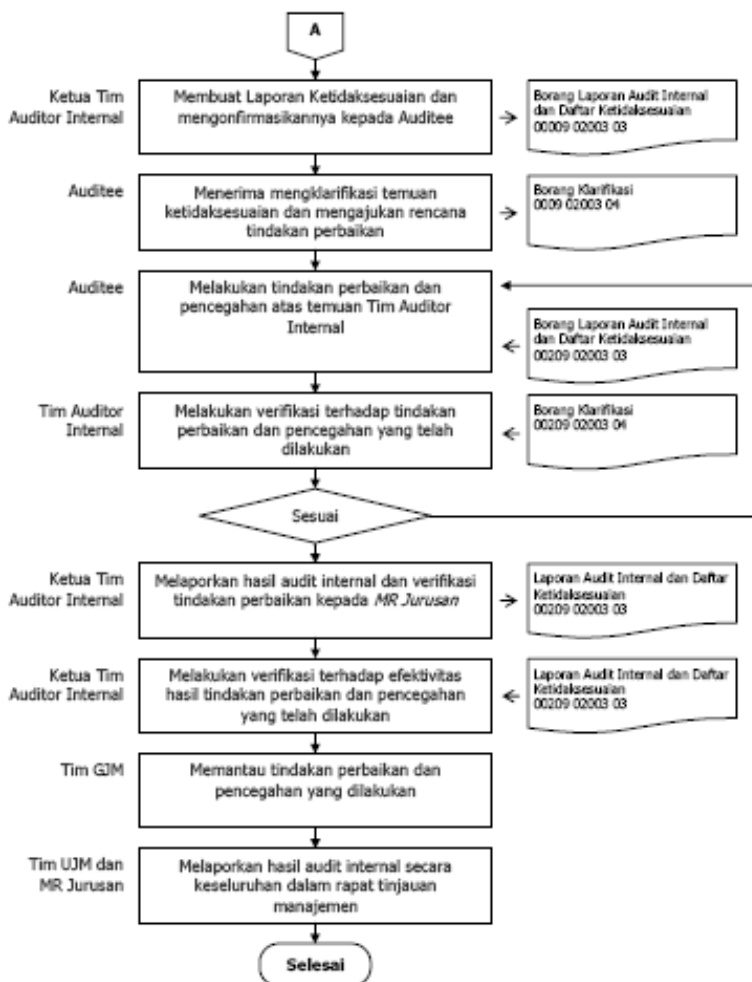 A
Ketua Tim
Auditor Internal
Membuat Laporan Ketidaksesuaian dan
mengonfirmasikannya kepada Auditee
Borang Laporan Audit Internal
dan Daftar Ketidaksesuaian
00009 02003 03
Auditee
Menerima mengklarifikasi temuan
ketidaksesuaian dan mengajukan rencana
tindakan perbaikan
Borang Klarifikasi
0009 02003 04
Auditee
Melakukan tindakan perbaikan dan
pencegahan atas temuan Tim Auditor
Internal
Borang Laporan Audit Internal
dan Daftar Ketidaksesuaian
00209 02003 03
Tim Auditor
Internal
Melakukan verifikasi terhadap tindakan
perbaikan dan pencegahan yang telah
dilakukan
Borang Klarifikasi
00209 02003 04
Sesuai
Ketua Tim
Auditor Internal
Melaporkan hasil audit internal dan verifikasi
tindakan perbaikan kepada MR Jurusan
Laporan Audit Internal dan Daftar
Ketidaksesuaian
00209 02003 03
Ketua Tim
Auditor Internal
Melakukan verifikasi terhadap efektivitas
hasil tindakan perbaikan dan pencegahan
yang telah dilakukan
Laporan Audit Internal dan Daftar
Ketidaksesuaian
00209 02003 03
Tim GJM
Memantau tindakan perbaikan dan
pencegahan yang dilakukan
Tim UJM dan
MR Jurusan
Melaporkan hasil audit internal secara
keseluruhan dalam rapat tinjauan
manajemen
Selesai